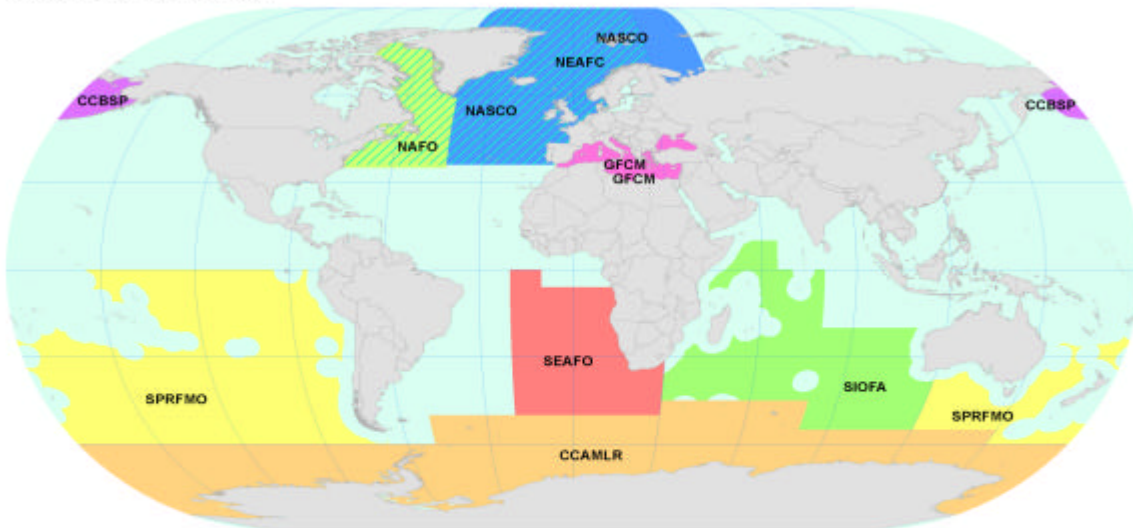 NASCO
NEAFC
CCBSP
CCBSP
NASCO
NAFO
GFCM
GFCM
SEAFO
SIOFA
SPRFMO
SPRFMO
CCAMLR